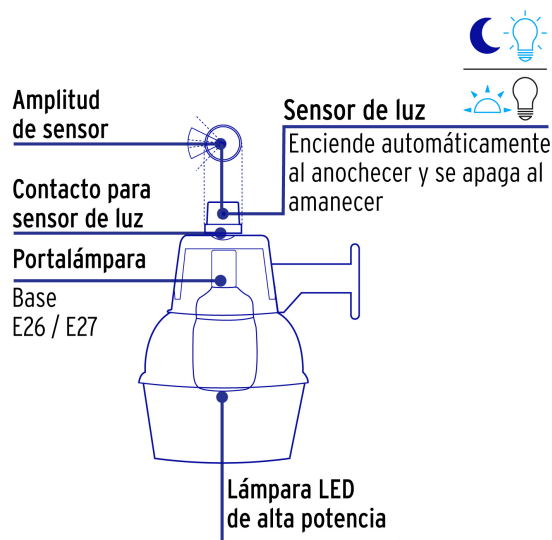 Amplitud
de sensor
Sensor de luz
Enciende automáticamente
al anochecer y se apaga al
amanecer
Contacto para
sensor de luz
Portalámpara
Base
E26 / E27
Lámpara LED
de alta potencia